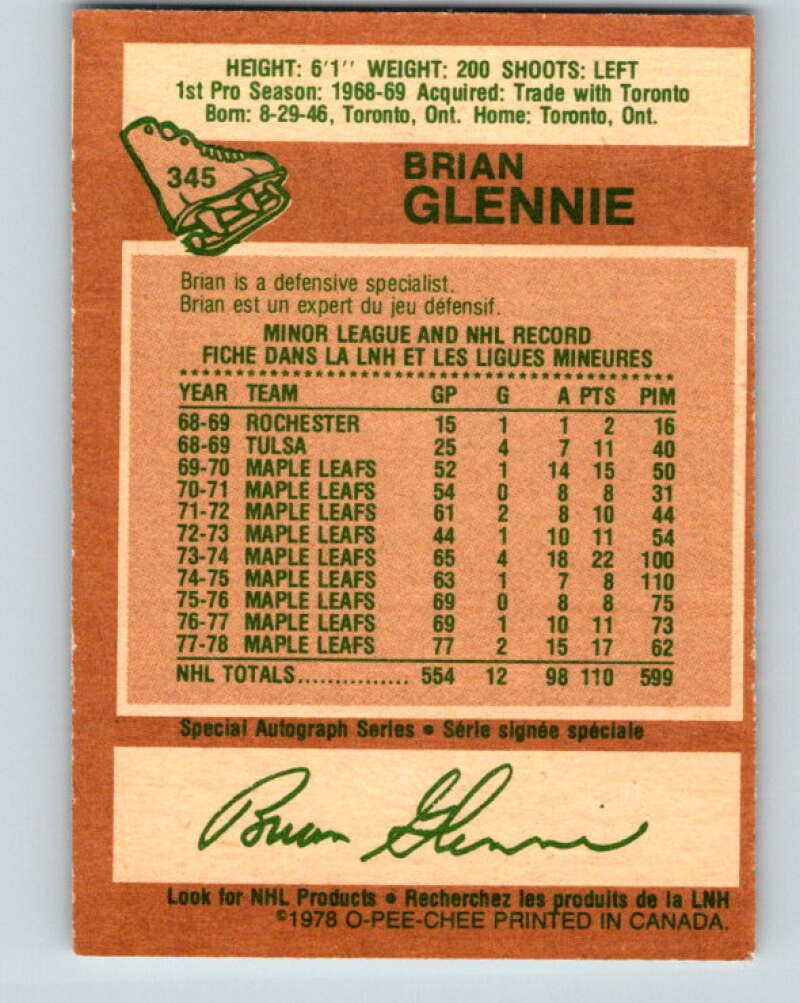 HEIGHT: 6'1'' WEIGHT: 200 SHOOTS: LEFT
1st Pro Season: 1968-69 Acquired: Trade with Toronto
Born: 8-29-46, Toronto, Ont. Home: Toronto, Ont.
345
BRIAN
GLENNIE
Brian is a defensive specialist.
Brian est un expert du jeu défensif.
MINOR LEAGUE AND NHL RECORD
FICHE DANS LA LNH ET LES LIGUES MINEURES
YEAR TEAM GP G A PTS PIM
68-69 ROCHESTER 15 1 1 2 16
68-69 TULSA 25 4 7 11 40
69-70 MAPLE LEAFS 52 1 14 15 50
70-71 MAPLE LEAFS 54 0 8 8 31
71-72 MAPLE LEAFS 61 2 8 10 44
72-73 MAPLE LEAFS 44 1 10 11 54
73-74 MAPLE LEAFS 65 4 18 22 100
74-75 MAPLE LEAFS 63 1 7 8 110
75-76 MAPLE LEAFS 69 0 8 8 75
76-77 MAPLE LEAFS 69 1 10 11 73
77-78 MAPLE LEAFS 77 2 15 17 62
NHL TOTALS............... 554 12 98 110 599
Special Autograph Series • Série signée spéciale
Brian Glennie
Look for NHL Products • Recherchez les produits de la LNH
©1978 O-PEE-CHEE PRINTED IN CANADA.